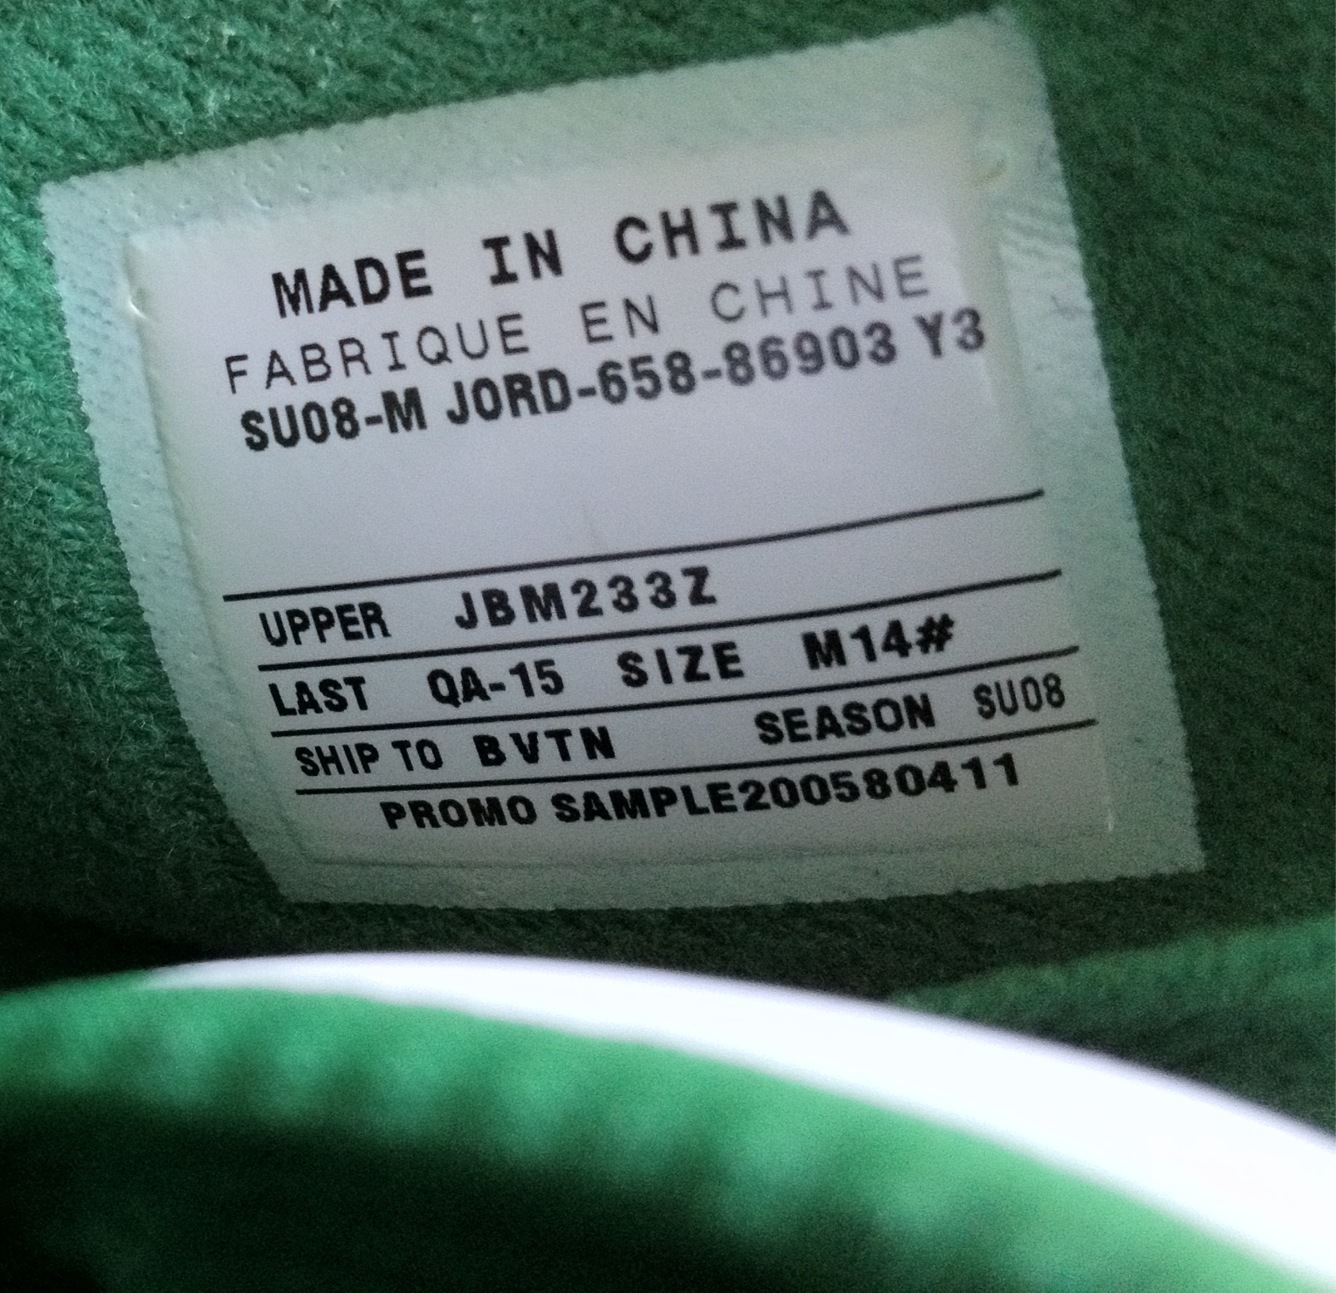 MADE IN CHINA
FABRIQUE EN CHINE
SU08-M JORD-658-86903 Y3
UPPER JBM233Z
LAST QA-15 SIZE M14#
SHIP TO BVTN SEASON SU08
PROMO SAMPLE200580411